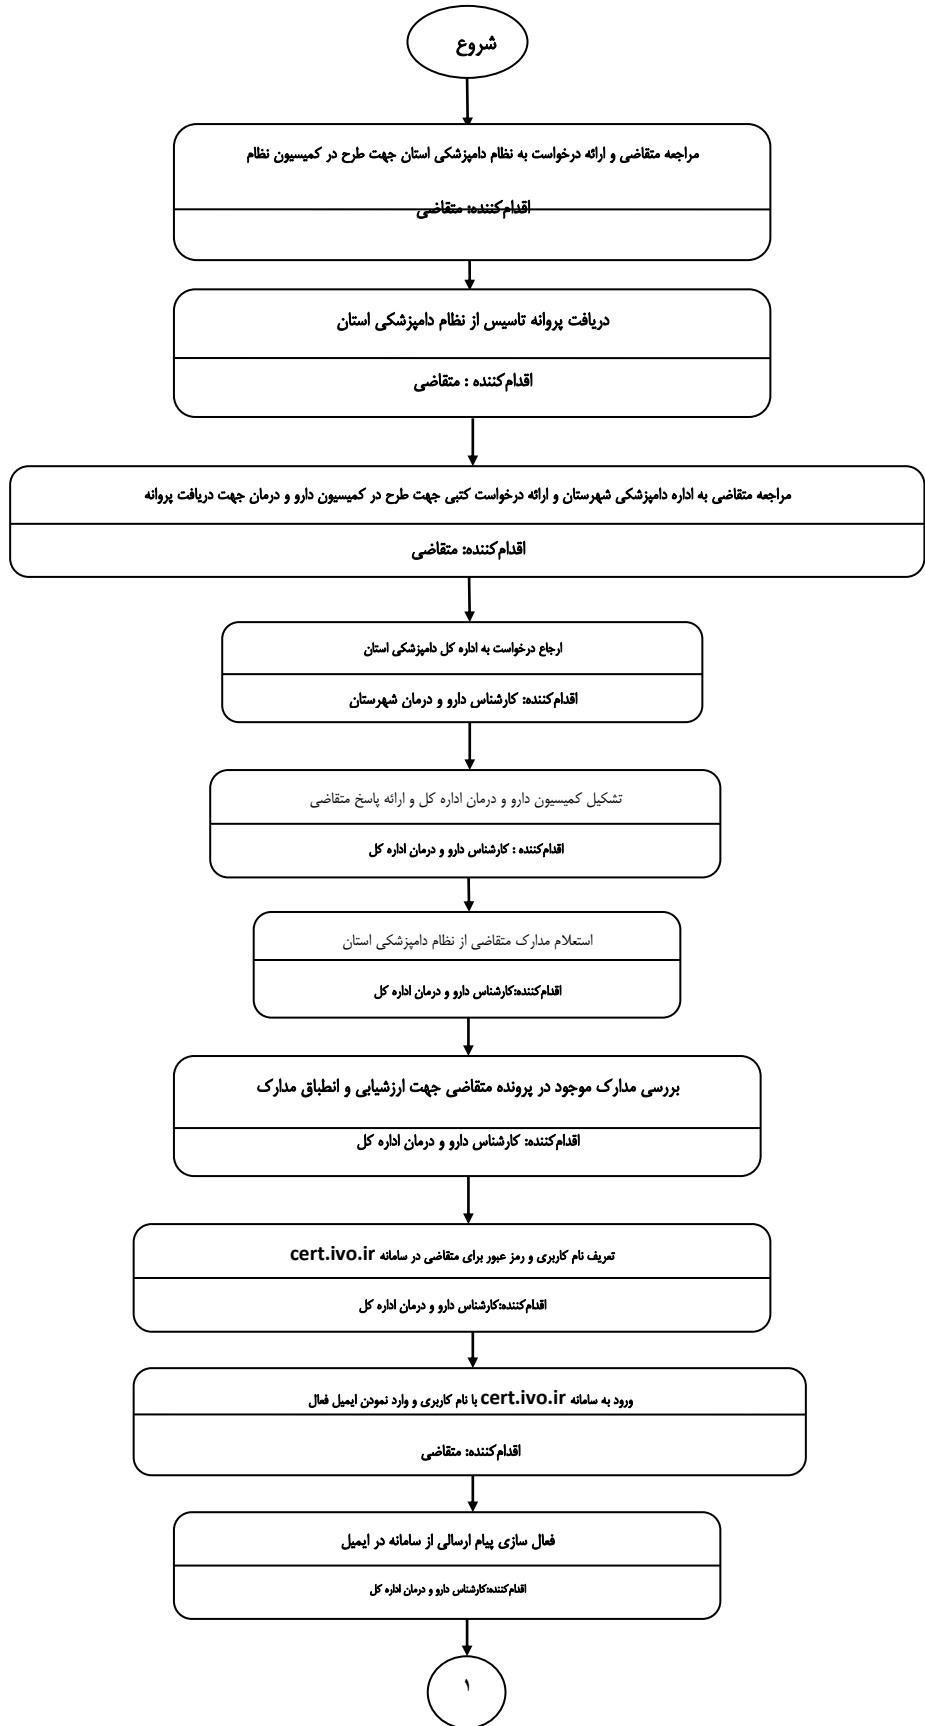 شروع
مراجعه متقاضی و ارائه درخواست به نظام دامپزشکی استان جهت طرح در کمیسیون نظام
اقدام‌کننده: متقاضی
دریافت پروانه تاسیس از نظام دامپزشکی استان
اقدام‌کننده : متقاضی
مراجعه متقاضی به اداره دامپزشکی شهرستان و ارائه درخواست کتبی جهت طرح در کمیسیون دارو و درمان جهت دریافت پروانه
اقدام‌کننده: متقاضی
ارجاع درخواست به اداره کل دامپزشکی استان
اقدام‌کننده: کارشناس دارو و درمان شهرستان
تشکیل کمیسیون دارو و درمان اداره کل و ارائه پاسخ متقاضی
اقدام‌کننده : کارشناس دارو و درمان اداره کل
استعلام مدارک متقاضی از نظام دامپزشکی استان
اقدام‌کننده:کارشناس دارو و درمان اداره کل
بررسی مدارک موجود در پرونده متقاضی جهت ارزشیابی و انطباق مدارک
اقدام‌کننده: کارشناس دارو و درمان اداره کل
تعریف نام کاربری و رمز عبور برای متقاضی در سامانه cert.ivo.ir
اقدام‌کننده:کارشناس دارو و درمان اداره کل
ورود به سامانه cert.ivo.ir با نام کاربری و وارد نمودن ایمیل فعال
اقدام‌کننده: متقاضی
فعال سازی پیام ارسالی از سامانه در ایمیل
اقدام‌کننده:کارشناس دارو و درمان اداره کل
۱